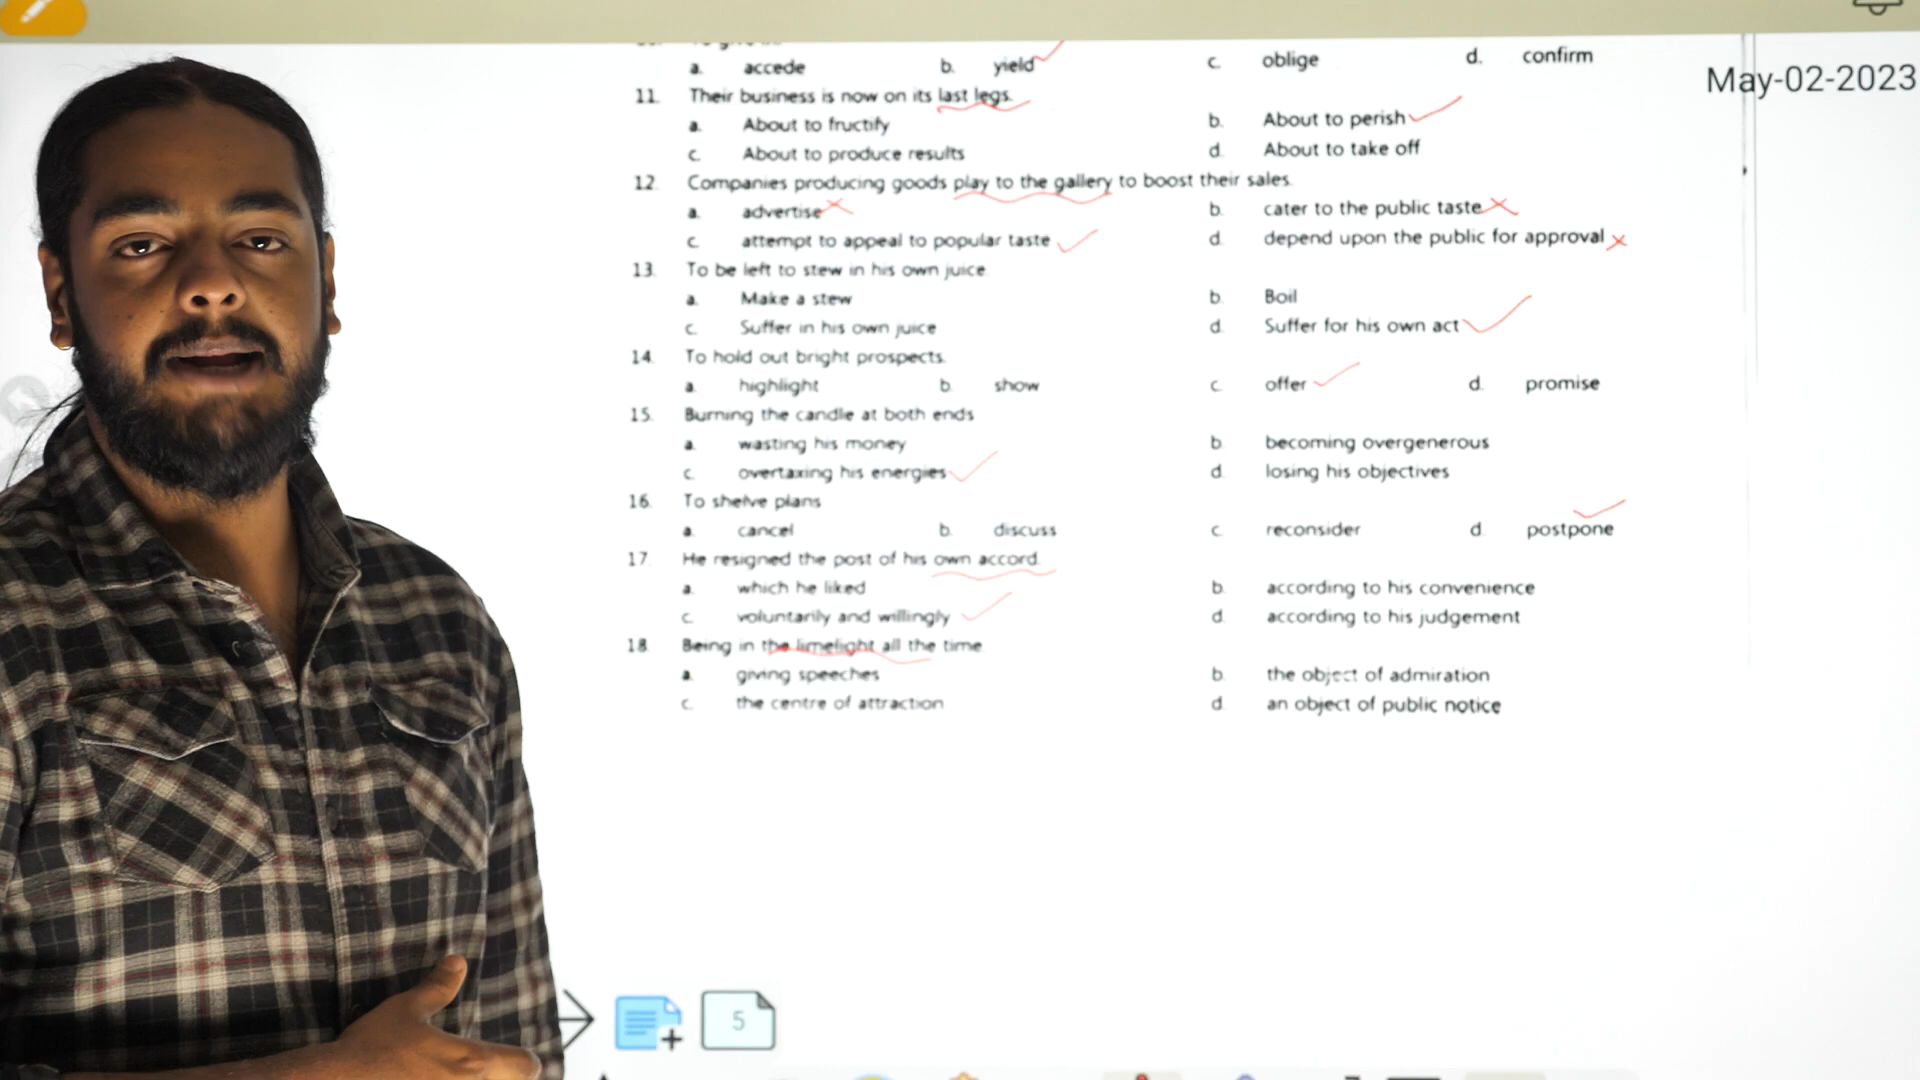 a. accede b. yield c. oblige d. confirm
May-02-2023
11. Their business is now on its last legs.
a. About to fructify b. About to perish
c. About to produce results d. About to take off
12. Companies producing goods play to the gallery to boost their sales.
a. advertise b. cater to the public taste
c. attempt to appeal to popular taste d. depend upon the public for approval
13. To be left to stew in his own juice
a. Make a stew b. Boil
c. Suffer in his own juice d. Suffer for his own act
14. To hold out bright prospects.
a. highlight b. show c. offer d. promise
15. Burning the candle at both ends
a. wasting his money b. becoming overgenerous
c. overtaxing his energies d. losing his objectives
16. To shelve plans
a. cancel b. discuss c. reconsider d. postpone
17. He resigned the post of his own accord.
a. which he liked b. according to his convenience
c. voluntarily and willingly d. according to his judgement
18. Being in the limelight all the time
a. giving speeches b. the object of admiration
c. the centre of attraction d. an object of public notice
5